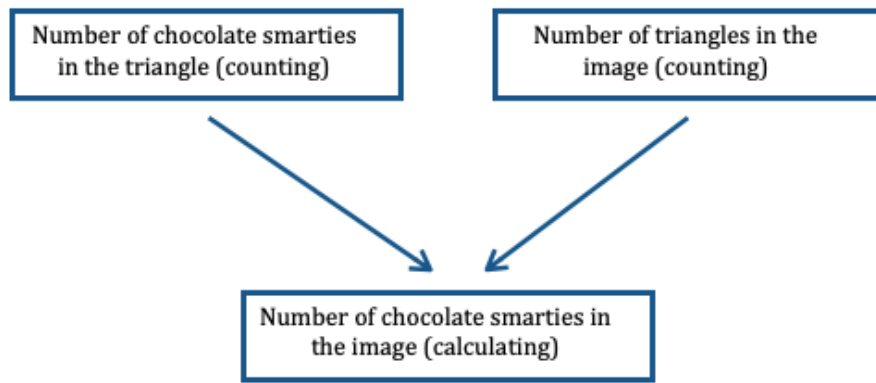 Number of chocolate smarties
in the triangle (counting)
Number of triangles in the
image (counting)
Number of chocolate smarties in
the image (calculating)